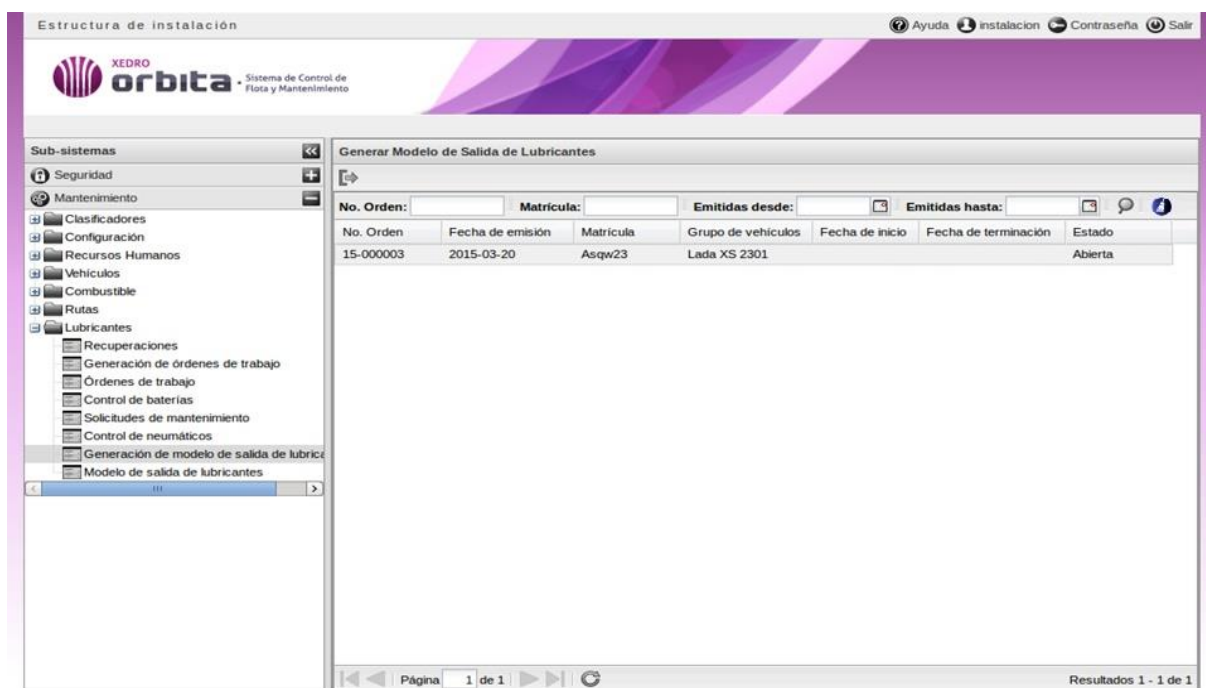 Estructura de instalación
Ayuda instalacion Contraseña Salir
XEDRO
orbita · Sistema de Control de
Flota y Mantenimiento
Sub-sistemas
Seguridad
Mantenimiento
Clasificadores
Configuración
Recursos Humanos
Vehículos
Combustible
Rutas
Lubricantes
Recuperaciones
Generación de órdenes de trabajo
Órdenes de trabajo
Control de baterías
Solicitudes de mantenimiento
Control de neumáticos
Generación de modelo de salida de lubrica
Modelo de salida de lubricantes
Generar Modelo de Salida de Lubricantes
No. Orden: Matrícula: Emitidas desde: Emitidas hasta:
No. Orden Fecha de emisión Matrícula Grupo de vehículos Fecha de inicio Fecha de terminación Estado
15-000003 2015-03-20 Asqw23 Lada XS 2301 Abierta
Página 1 de 1 Resultados 1 - 1 de 1